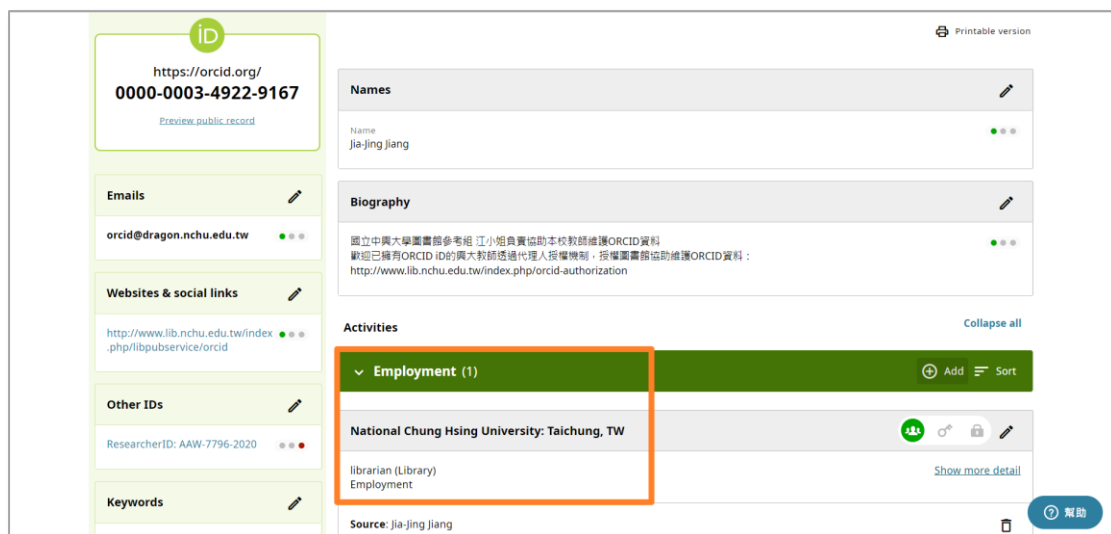 iD
https://orcid.org/
0000-0003-4922-9167
Preview public record
Emails
orcid@dragon.nchu.edu.tw
Websites & social links
http://www.lib.nchu.edu.tw/index
.php/libpubservice/orcid
Other IDs
ResearcherID: AAW-7796-2020
Keywords
Printable version
Names
Name
Jia-Jing Jiang
Biography
國立中興大學圖書館參考組 江小姐負責協助本校教師維護ORCID資料
歡迎已擁有ORCID iD的興大教師透過代理人授權機制，授權圖書館協助維護ORCID資料：
http://www.lib.nchu.edu.tw/index.php/orcid-authorization
Activities
Collapse all
Employment (1)
Add
Sort
National Chung Hsing University: Taichung, TW
librarian (Library)
Show more detail
Employment
Source: Jia-Jing Jiang
幫助